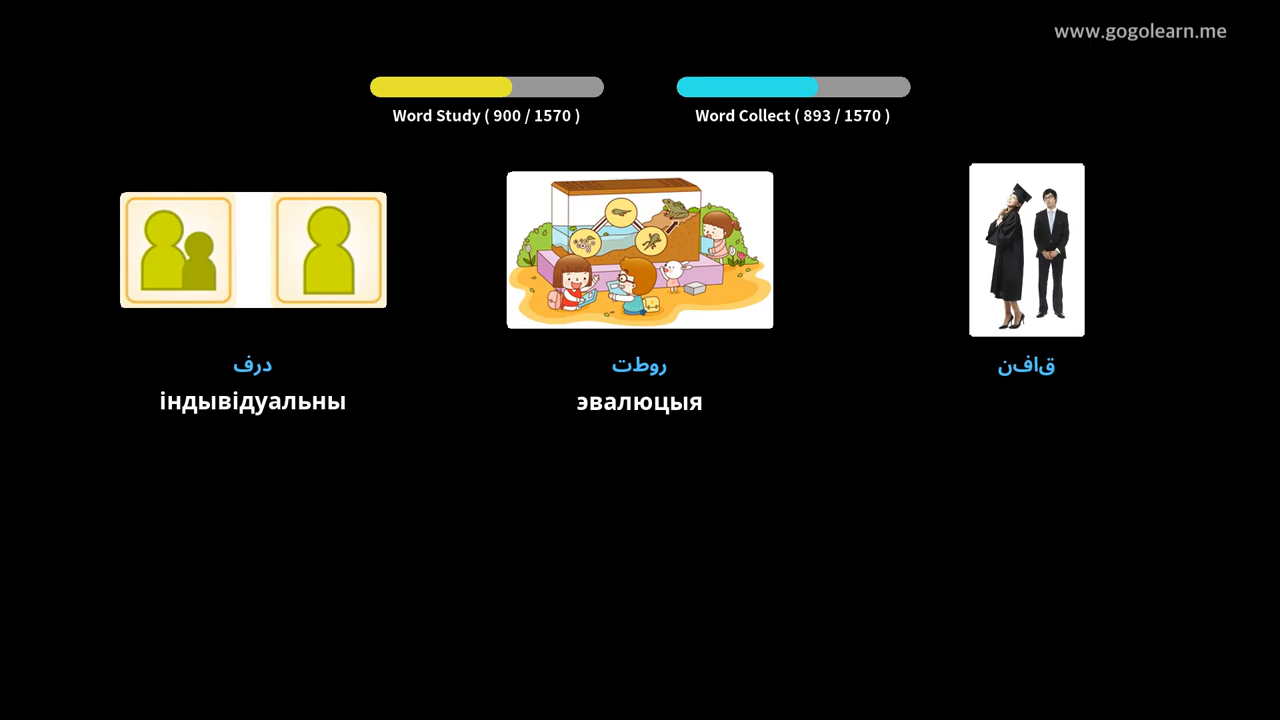 www.gogolearn.me
Word Study ( 900 / 1570 )
Word Collect ( 893 / 1570 )
درف
روطت
قافن
індывідуальны
эвалюцыя